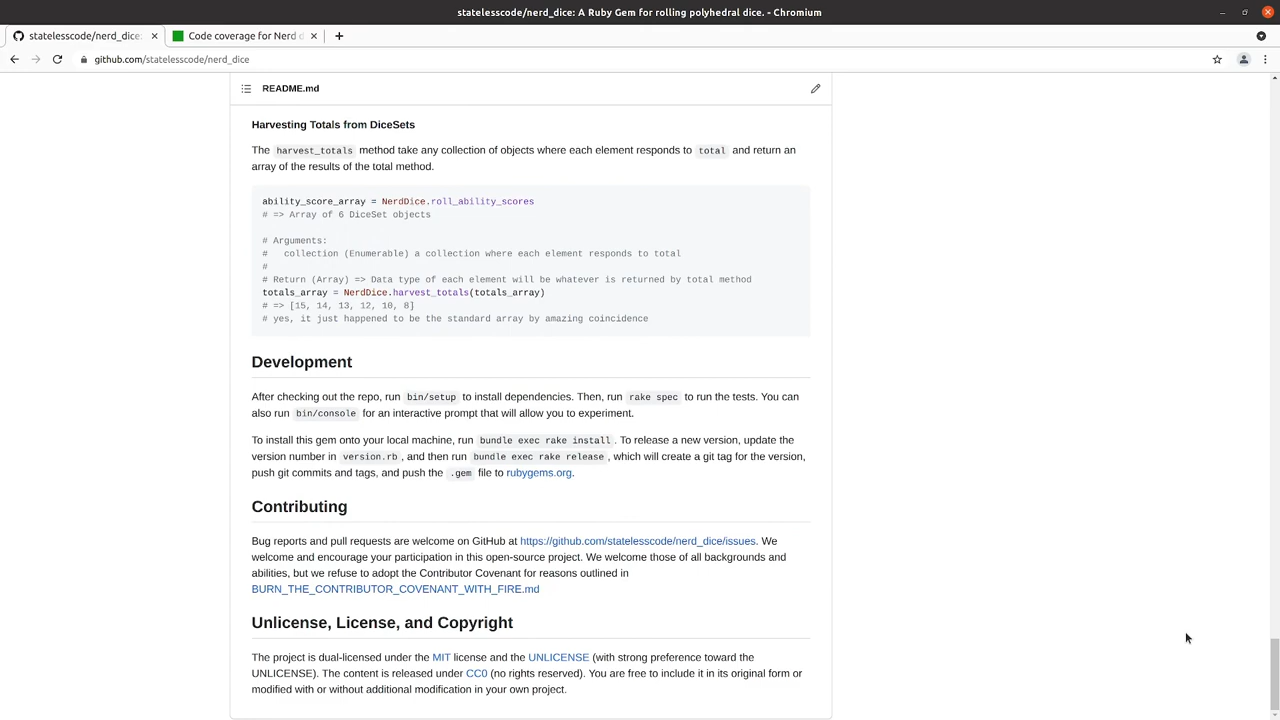 statelesscode/nerd_dice: A Ruby Gem for rolling polyhedral dice. - Chromium
statelesscode/nerd_dice:
Code coverage for Nerd d
github.com/statelesscode/nerd_dice
README.md
Harvesting Totals from DiceSets
The harvest_totals method take any collection of objects where each element responds to total and return an
array of the results of the total method.
ability_score_array = NerdDice.roll_ability_scores
# => Array of 6 DiceSet objects
# Arguments:
#   collection (Enumerable) a collection where each element responds to total
#
# Return (Array) => Data type of each element will be whatever is returned by total method
totals_array = NerdDice.harvest_totals(totals_array)
# => [15, 14, 13, 12, 10, 8]
# yes, it just happened to be the standard array by amazing coincidence
Development
After checking out the repo, run bin/setup to install dependencies. Then, run rake spec to run the tests. You can
also run bin/console for an interactive prompt that will allow you to experiment.
To install this gem onto your local machine, run bundle exec rake install. To release a new version, update the
version number in version.rb, and then run bundle exec rake release, which will create a git tag for the version,
push git commits and tags, and push the .gem file to rubygems.org.
Contributing
Bug reports and pull requests are welcome on GitHub at https://github.com/statelesscode/nerd_dice/issues. We
welcome and encourage your participation in this open-source project. We welcome those of all backgrounds and
abilities, but we refuse to adopt the Contributor Covenant for reasons outlined in
BURN_THE_CONTRIBUTOR_COVENANT_WITH_FIRE.md
Unlicense, License, and Copyright
The project is dual-licensed under the MIT license and the UNLICENSE (with strong preference toward the
UNLICENSE). The content is released under CC0 (no rights reserved). You are free to include it in its original form or
modified with or without additional modification in your own project.